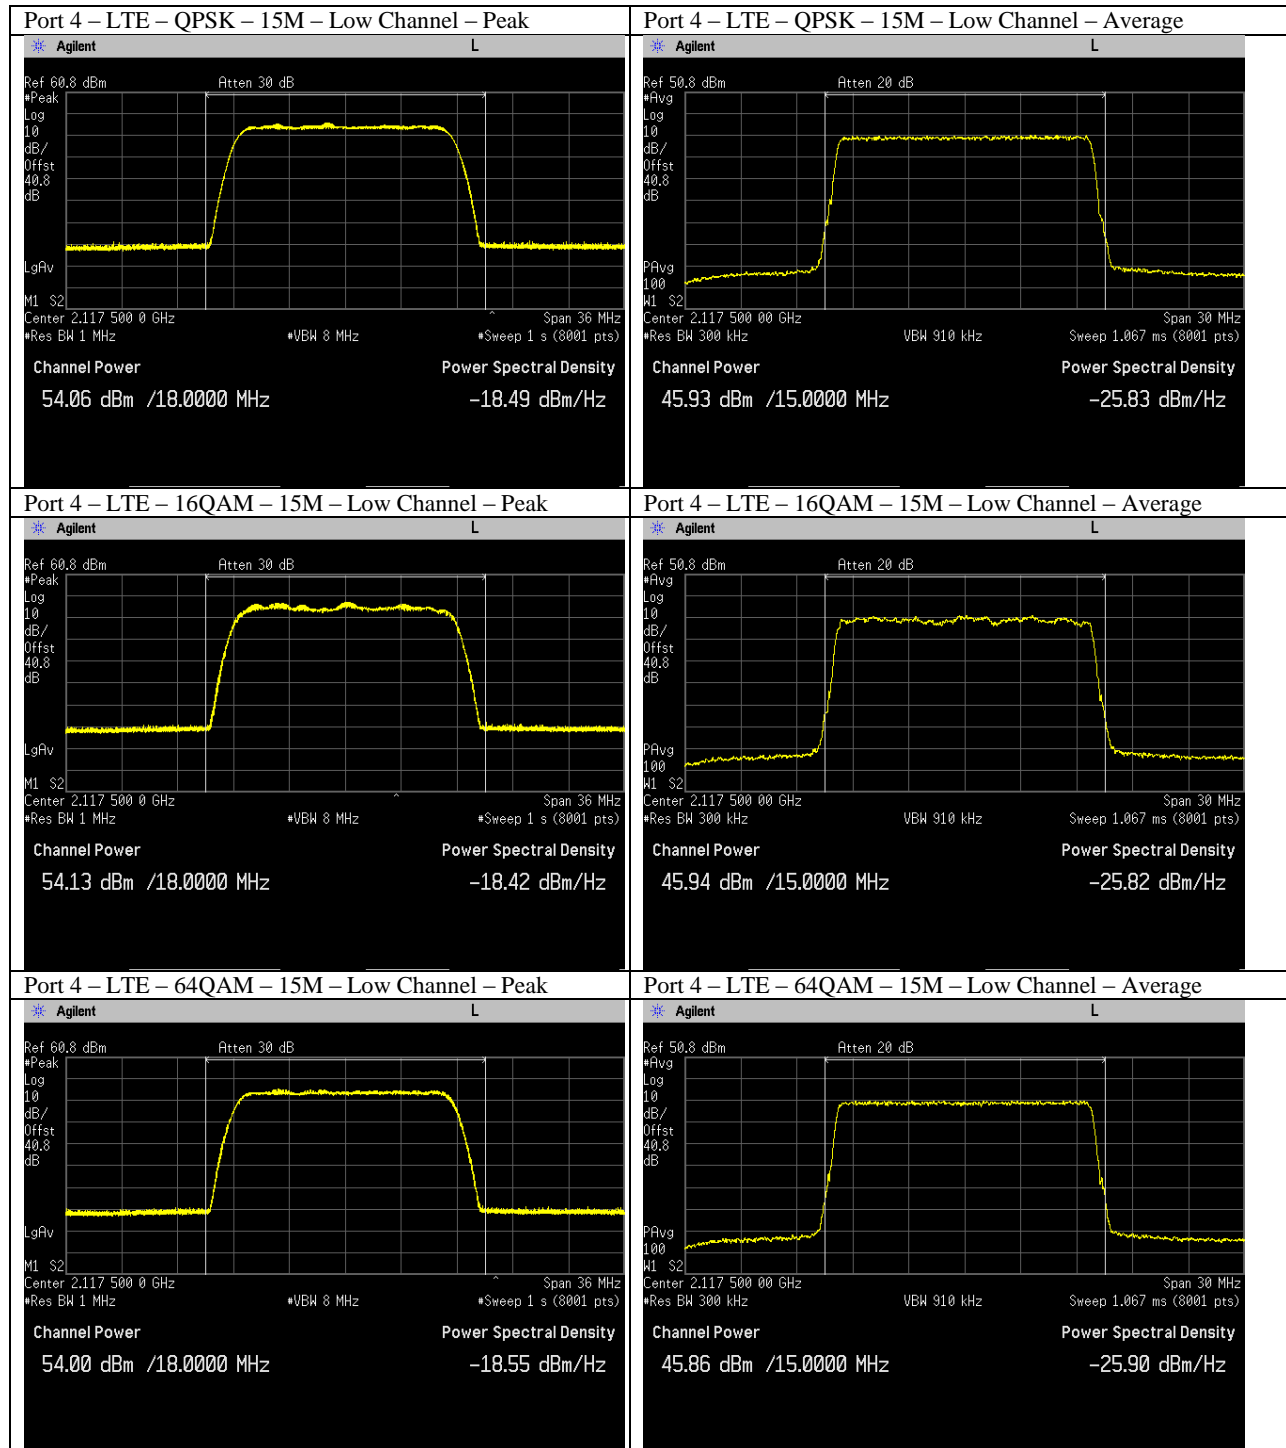 Port 4 – LTE – QPSK – 15M – Low Channel – Peak
Agilent L
Ref 60.8 dBm Atten 30 dB
#Peak
Log
10
dB/
Offst
40.8
dB
LgAv
M1 S2
Center 2.117 500 0 GHz Span 36 MHz
#Res BW 1 MHz #VBW 8 MHz #Sweep 1 s (8001 pts)
Channel Power Power Spectral Density
54.06 dBm /18.0000 MHz -18.49 dBm/Hz
Port 4 – LTE – QPSK – 15M – Low Channel – Average
Agilent L
Ref 50.8 dBm Atten 20 dB
#Avg
Log
10
dB/
Offst
40.8
dB
PAvg
100
W1 S2
Center 2.117 500 00 GHz Span 30 MHz
#Res BW 300 kHz VBW 910 kHz Sweep 1.067 ms (8001 pts)
Channel Power Power Spectral Density
45.93 dBm /15.0000 MHz -25.83 dBm/Hz
Port 4 – LTE – 16QAM – 15M – Low Channel – Peak
Agilent L
Ref 60.8 dBm Atten 30 dB
#Peak
Log
10
dB/
Offst
40.8
dB
LgAv
M1 S2
Center 2.117 500 0 GHz Span 36 MHz
#Res BW 1 MHz #VBW 8 MHz #Sweep 1 s (8001 pts)
Channel Power Power Spectral Density
54.13 dBm /18.0000 MHz -18.42 dBm/Hz
Port 4 – LTE – 16QAM – 15M – Low Channel – Average
Agilent L
Ref 50.8 dBm Atten 20 dB
#Avg
Log
10
dB/
Offst
40.8
dB
PAvg
100
W1 S2
Center 2.117 500 00 GHz Span 30 MHz
#Res BW 300 kHz VBW 910 kHz Sweep 1.067 ms (8001 pts)
Channel Power Power Spectral Density
45.94 dBm /15.0000 MHz -25.82 dBm/Hz
Port 4 – LTE – 64QAM – 15M – Low Channel – Peak
Agilent L
Ref 60.8 dBm Atten 30 dB
#Peak
Log
10
dB/
Offst
40.8
dB
LgAv
M1 S2
Center 2.117 500 0 GHz Span 36 MHz
#Res BW 1 MHz #VBW 8 MHz #Sweep 1 s (8001 pts)
Channel Power Power Spectral Density
54.00 dBm /18.0000 MHz -18.55 dBm/Hz
Port 4 – LTE – 64QAM – 15M – Low Channel – Average
Agilent L
Ref 50.8 dBm Atten 20 dB
#Avg
Log
10
dB/
Offst
40.8
dB
PAvg
100
W1 S2
Center 2.117 500 00 GHz Span 30 MHz
#Res BW 300 kHz VBW 910 kHz Sweep 1.067 ms (8001 pts)
Channel Power Power Spectral Density
45.86 dBm /15.0000 MHz -25.90 dBm/Hz